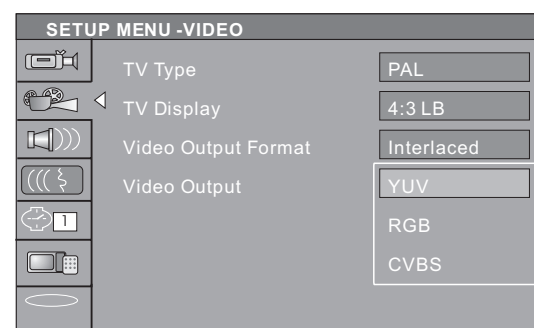 SETUP MENU -VIDEO
TV Type PAL
TV Display 4:3 LB
Video Output Format Interlaced
Video Output YUV
RGB
CVBS
1